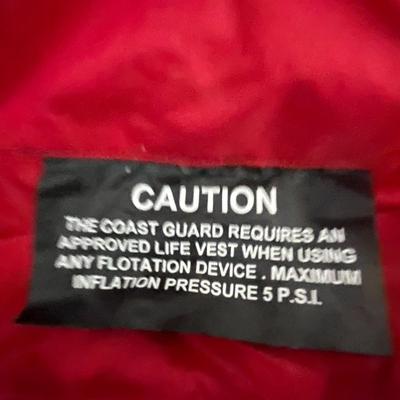 CAUTION
THE COAST GUARD REQUIRES AN
APPROVED LIFE VEST WHEN USING
ANY FLOTATION DEVICE . MAXIMUM
INFLATION PRESSURE 5 P.S.I.